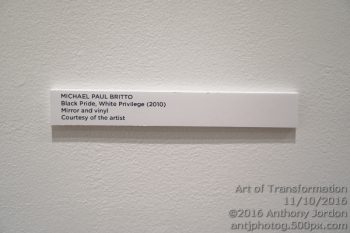 MICHAEL PAUL BRITTO
Black Pride, White Privilege (2010)
Mirror and vinyl
Courtesy of the artist
Art of Transformation
11/10/2016
©2016 Anthony Jordon
antjphotog.500px.com